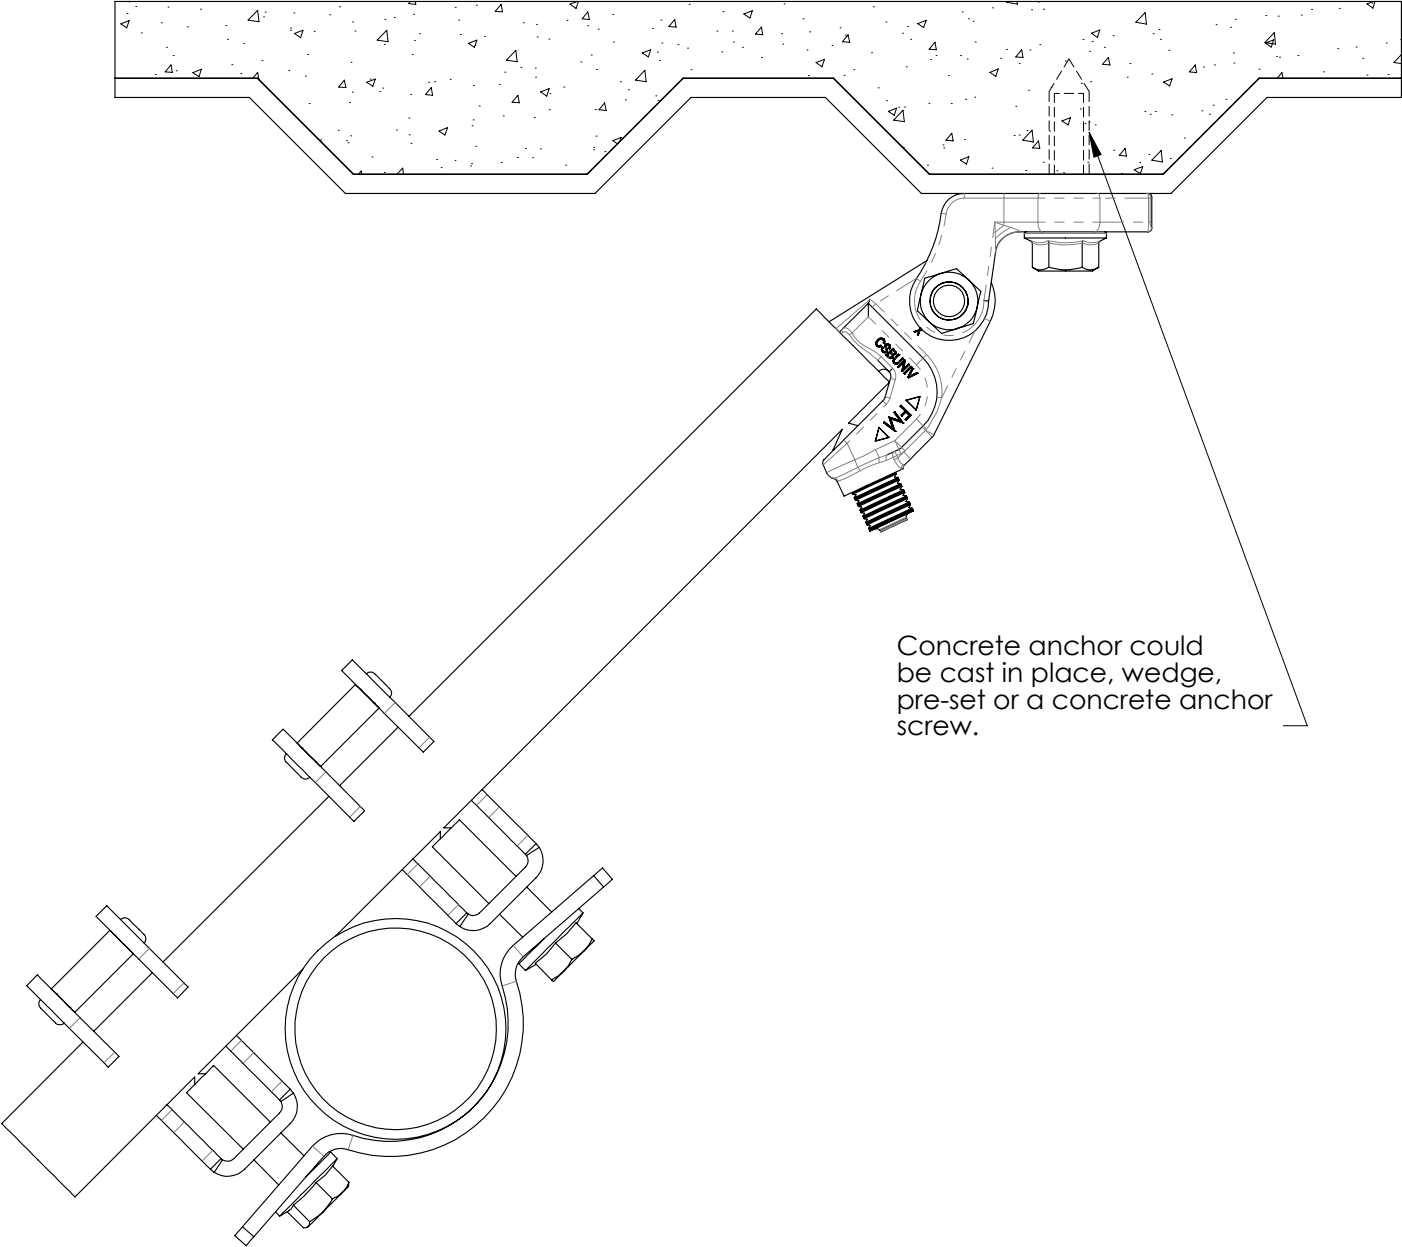 CSBUNIV
FM
Concrete anchor could
be cast in place, wedge,
pre-set or a concrete anchor
screw.